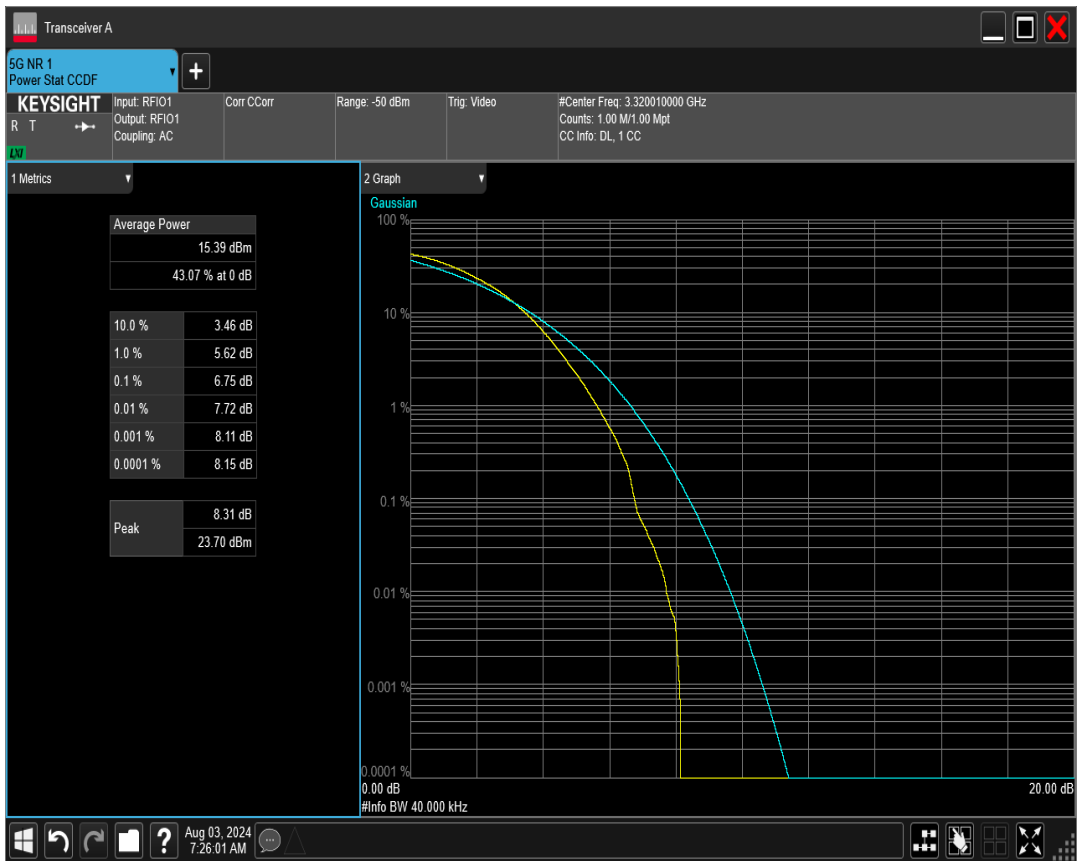 Transceiver A
5G NR 1
Power Stat CCDF
KEYSIGHT
R T
LXI
Input: RFIO1
Output: RFIO1
Coupling: AC
Corr CCorr
Range: -50 dBm
Trig: Video
#Center Freq: 3.320010000 GHz
Counts: 1.00 M/1.00 Mpt
CC Info: DL, 1 CC
1 Metrics
Average Power
15.39 dBm
43.07 % at 0 dB
10.0 % 3.46 dB
1.0 % 5.62 dB
0.1 % 6.75 dB
0.01 % 7.72 dB
0.001 % 8.11 dB
0.0001 % 8.15 dB
Peak
8.31 dB
23.70 dBm
2 Graph
Gaussian
100 %
10 %
1 %
0.1 %
0.01 %
0.001 %
0.0001 %
0.00 dB 20.00 dB
#Info BW 40.000 kHz
?
Aug 03, 2024
7:26:01 AM